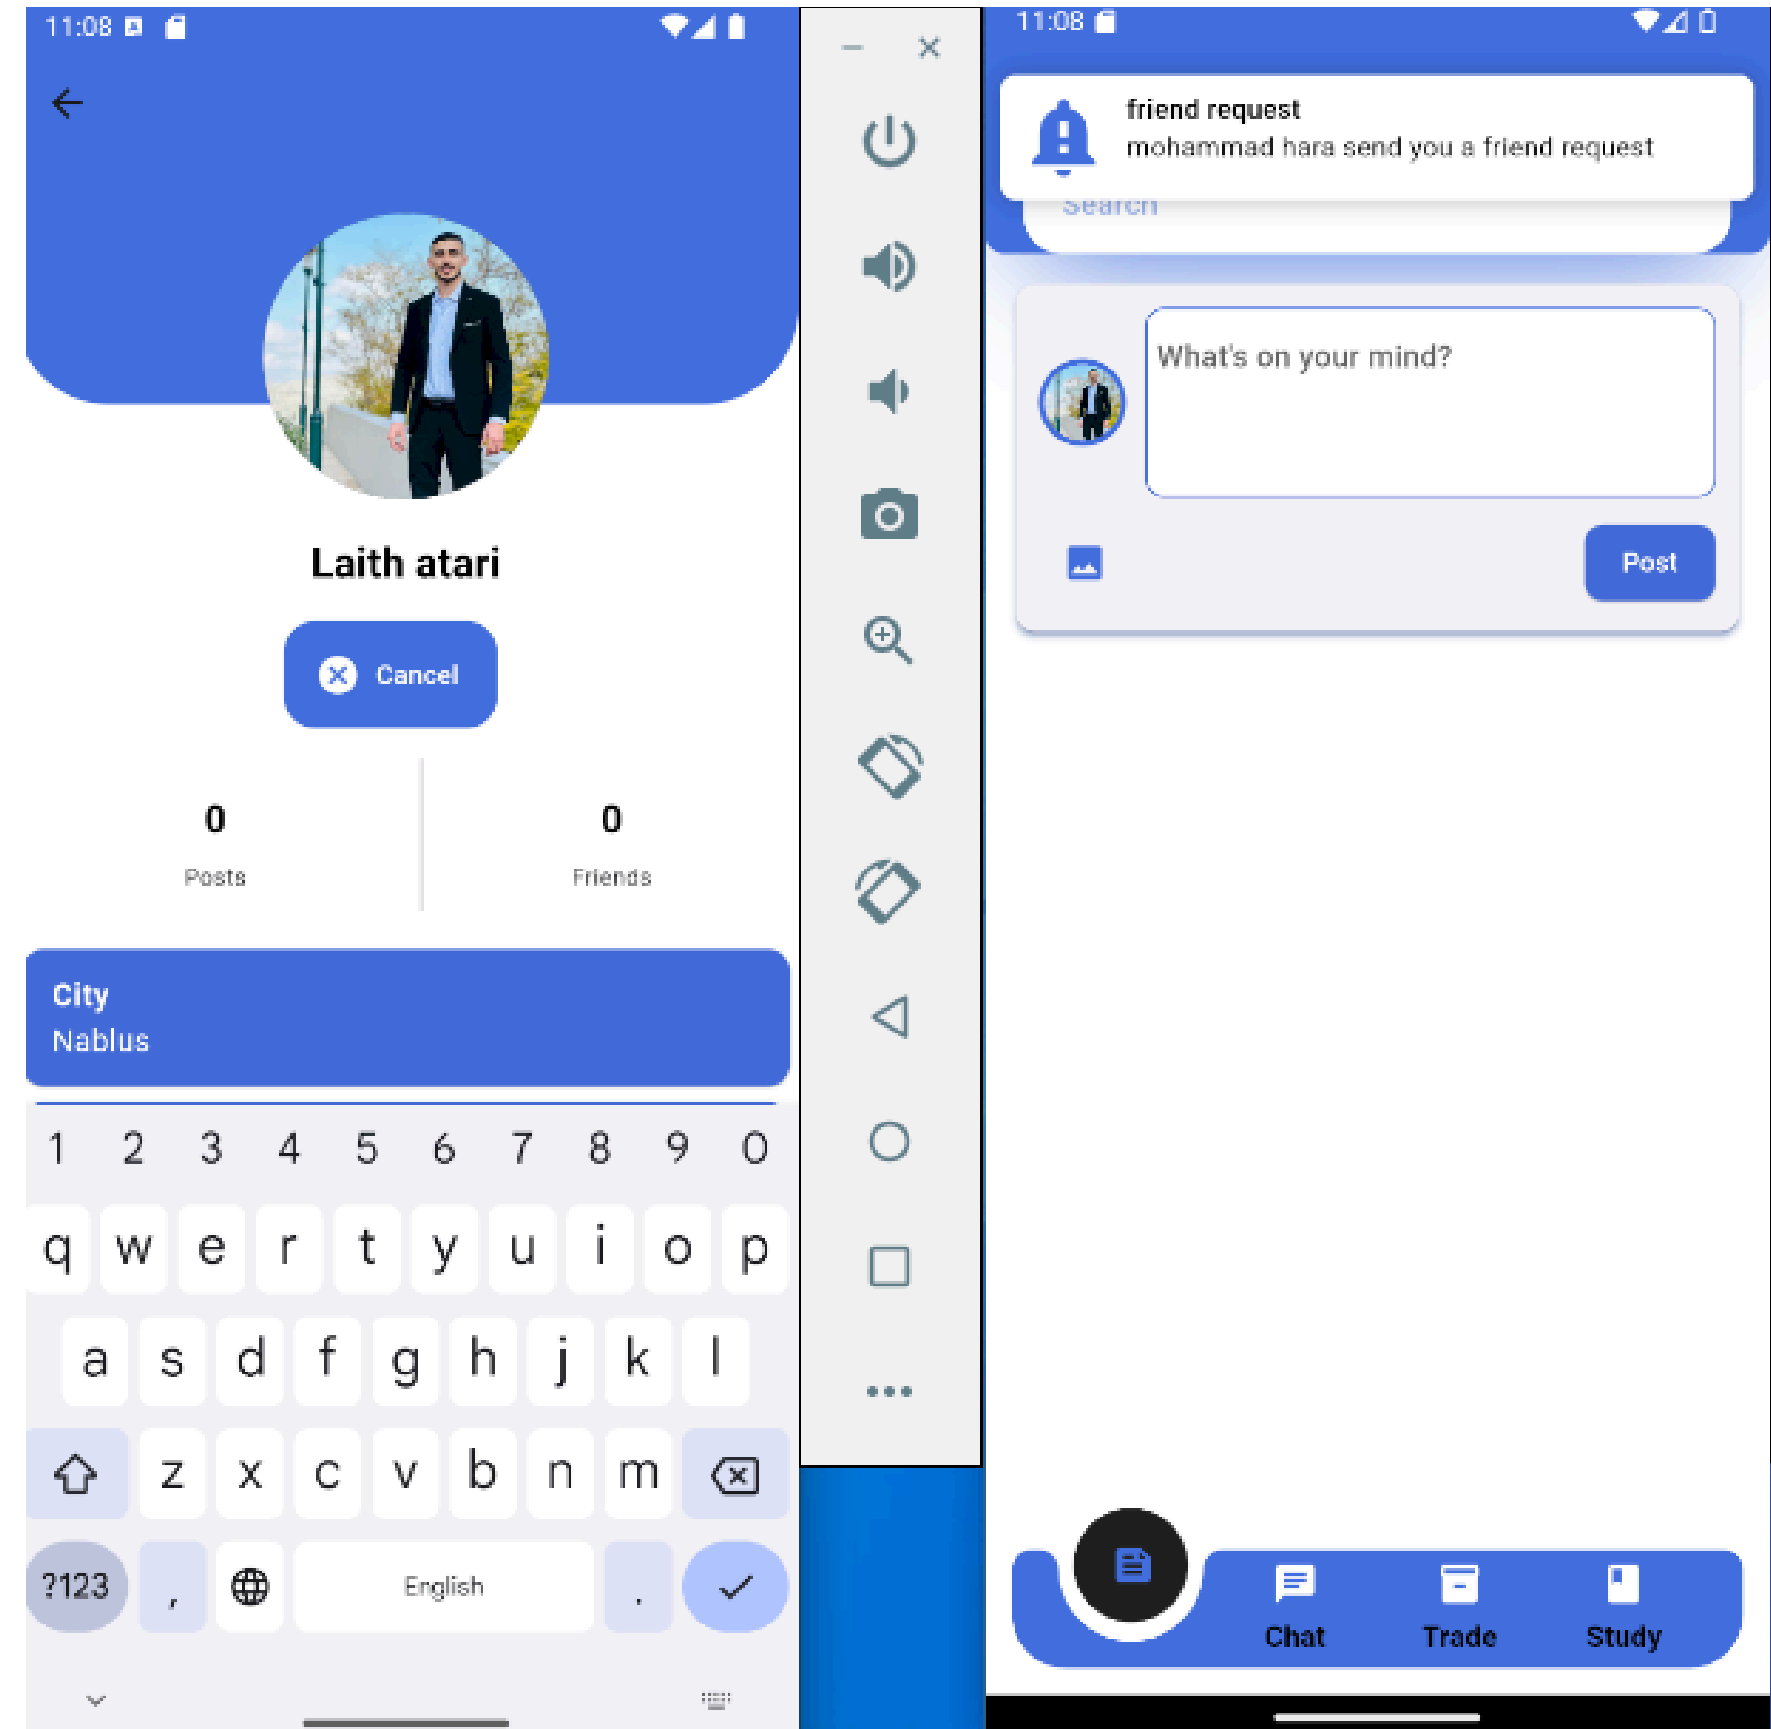 11:08
Laith atari
Cancel
0
Posts
0
Friends
City
Nablus
1 2 3 4 5 6 7 8 9 0
q w e r t y u i o p
a s d f g h j k l
z x c v b n m
?123 , English .
11:08
friend request
mohammad hara send you a friend request
Search
What's on your mind?
Post
Chat
Trade
Study